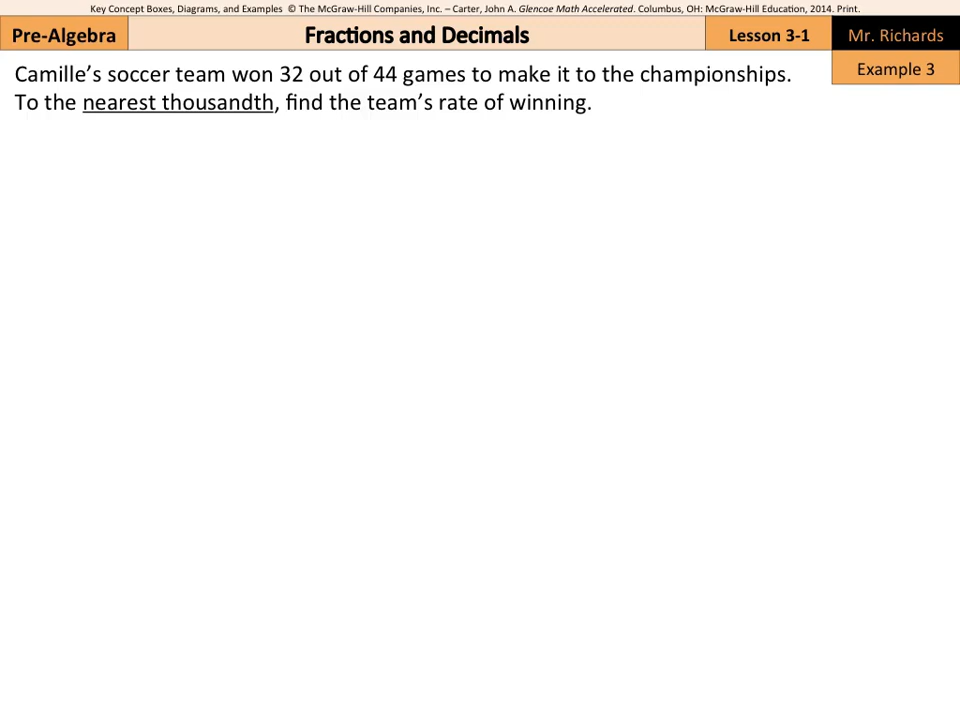 Key Concept Boxes, Diagrams, and Examples © The McGraw-Hill Companies, Inc. – Carter, John A. Glencoe Math Accelerated. Columbus, OH: McGraw-Hill Education, 2014. Print.
Pre-Algebra
Fractions and Decimals
Lesson 3-1
Mr. Richards
Example 3
Camille’s soccer team won 32 out of 44 games to make it to the championships.
To the nearest thousandth, find the team’s rate of winning.